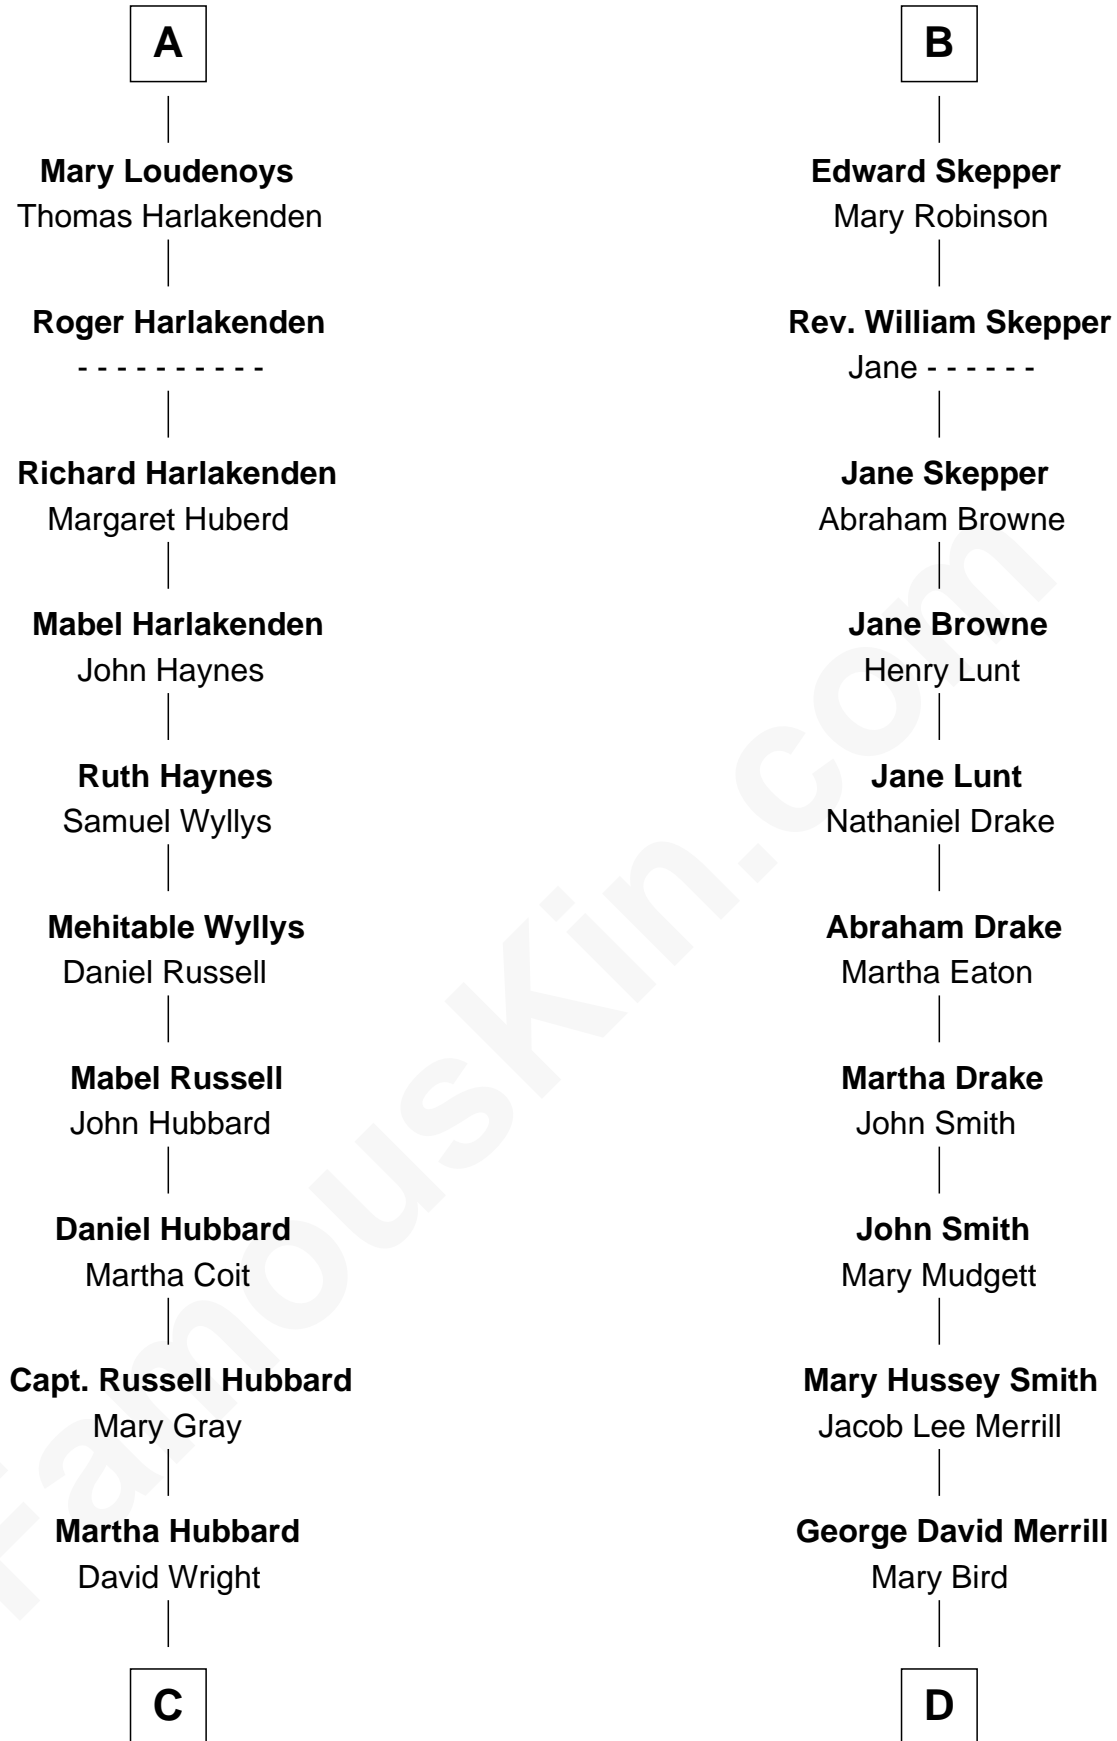 A
Mary Loudenoys
Thomas Harlakenden
Roger Harlakenden
- - - - - - - - - -
Richard Harlakenden
Margaret Huberd
Mabel Harlakenden
John Haynes
Ruth Haynes
Samuel Wyllys
Mehitable Wyllys
Daniel Russell
Mabel Russell
John Hubbard
Daniel Hubbard
Martha Coit
Capt. Russell Hubbard
Mary Gray
Martha Hubbard
David Wright
C
B
Edward Skepper
Mary Robinson
Rev. William Skepper
Jane - - - - - -
Jane Skepper
Abraham Browne
Jane Browne
Henry Lunt
Jane Lunt
Nathaniel Drake
Abraham Drake
Martha Eaton
Martha Drake
John Smith
John Smith
Mary Mudgett
Mary Hussey Smith
Jacob Lee Merrill
George David Merrill
Mary Bird
D
FamousKin.com